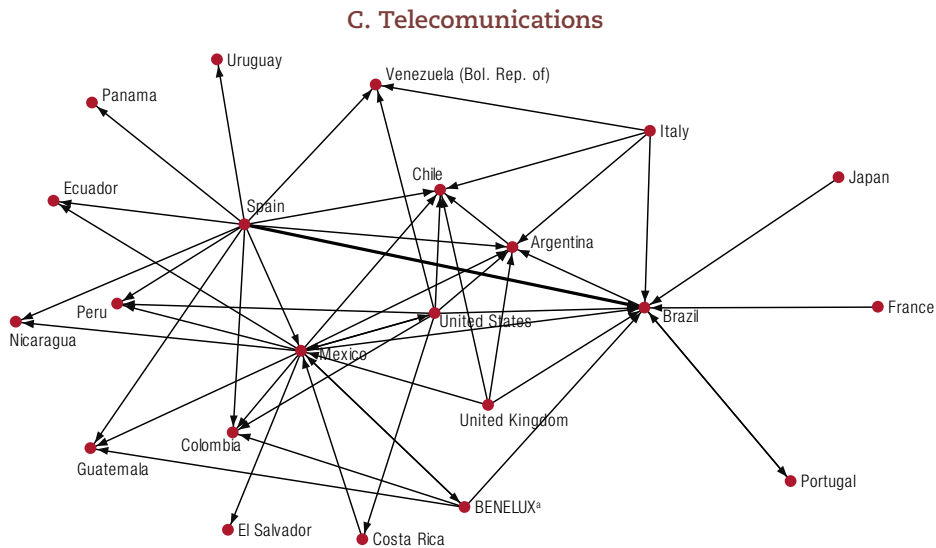 C. Telecomunications
Uruguay
Venezuela (Bol. Rep. of)
Panama
Italy
Chile
Japan
Ecuador
Spain
Argentina
Peru
United States
Brazil
France
Nicaragua
Mexico
United Kingdom
Colombia
Guatemala
Portugal
BENELUXª
El Salvador
Costa Rica